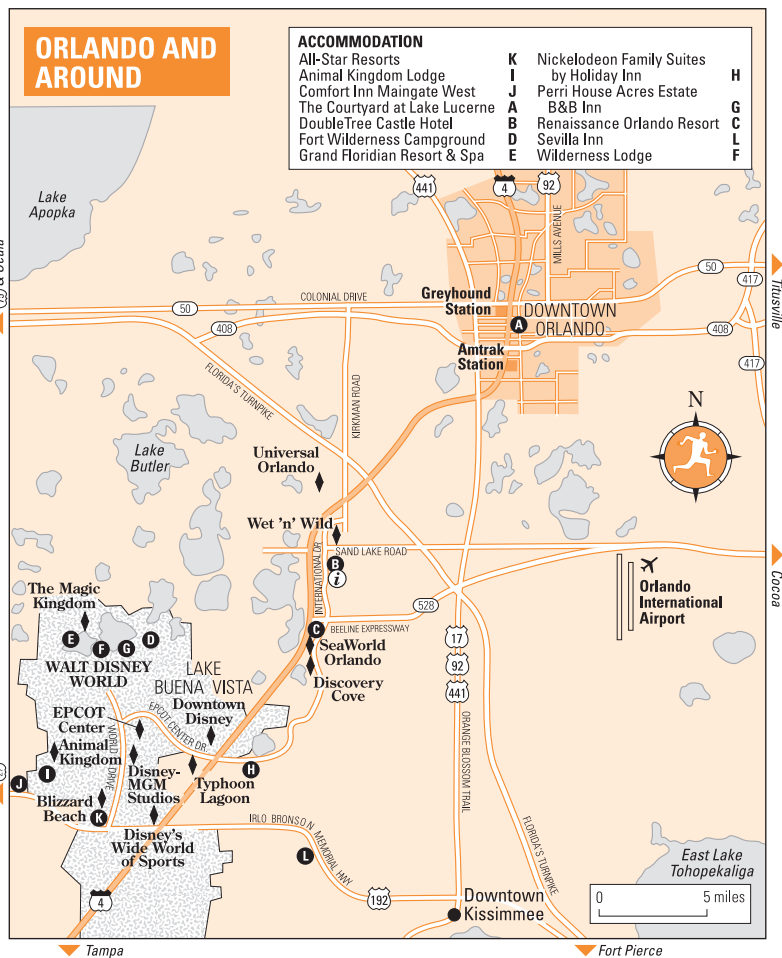 ORLANDO AND
AROUND
ACCOMMODATION
All-Star Resorts K
Animal Kingdom Lodge I
Comfort Inn Maingate West J
The Courtyard at Lake Lucerne A
DoubleTree Castle Hotel B
Fort Wilderness Campground D
Grand Floridian Resort & Spa E
Nickelodeon Family Suites
by Holiday Inn H
Perri House Acres Estate
B&B Inn G
Renaissance Orlando Resort C
Sevilla Inn L
Wilderness Lodge F
441
4
92
Lake
Apopka
MILLS AVENUE
& Ocala
50
417
Titusville
COLONIAL DRIVE
50
Greyhound
Station
DOWNTOWN
ORLANDO
A
408
408
Amtrak
Station
417
FLORIDA'S TURNPIKE
KIRKMAN ROAD
N
Lake
Butler
Universal
Orlando
Wet 'n' Wild
SAND LAKE ROAD
B
i
INTERNATIONAL DR
Orlando
International
Airport
Cocoa
The Magic
Kingdom
528
E
F
G
D
C
BEELINE EXPRESSWAY
WALT DISNEY
WORLD
SeaWorld
Orlando
17
92
441
LAKE
BUENA VISTA
Discovery
Cove
EPCOT
Center
Downtown
Disney
EPCOT CENTER DR
WORLD DRIVE
ORANGE BLOSSOM TRAIL
Animal
Kingdom
J
I
Disney-
MGM
Studios
H
Typhoon
Lagoon
Blizzard
Beach
K
Disney's
Wide World
of Sports
IRLO BRONSON MEMORIAL HWY
FLORIDA'S TURNPIKE
L
East Lake
Tohopekaliga
4
192
Downtown
Kissimmee
0
5 miles
Tampa
Fort Pierce